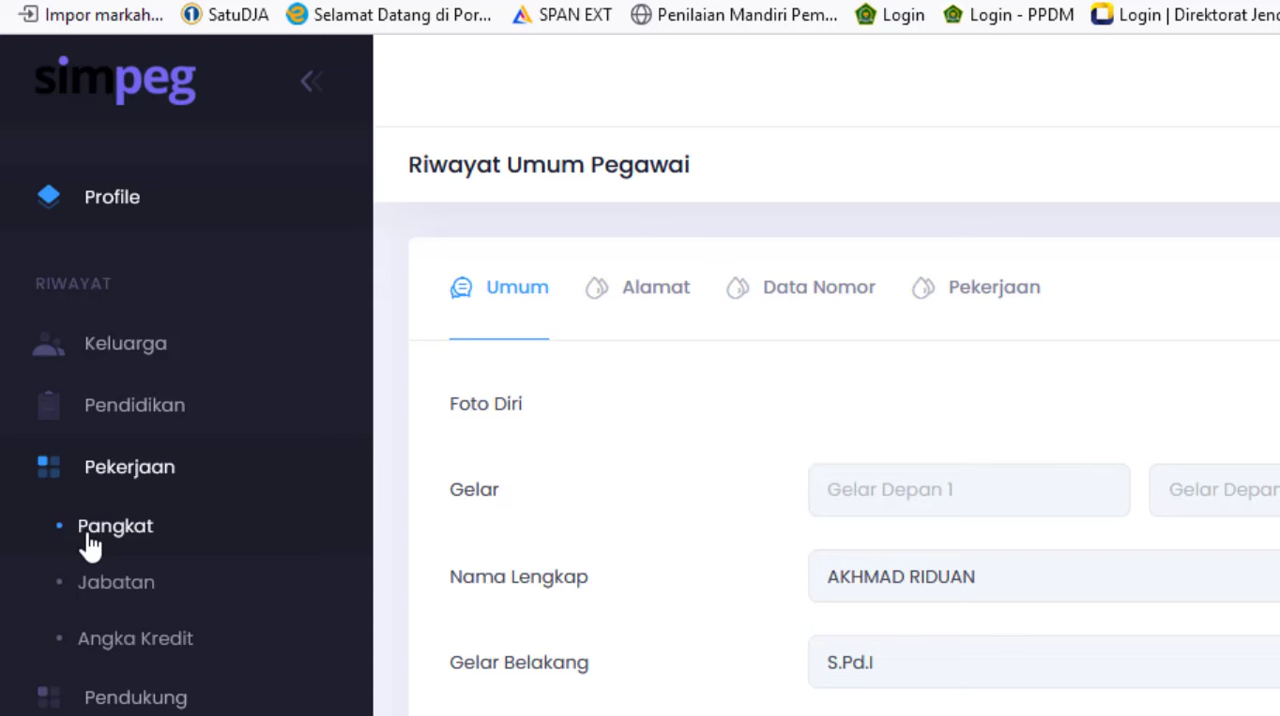 Impor markah... SatuDJA Selamat Datang di Por... SPAN EXT Penilaian Mandiri Pem... Login Login - PPDM Login | Direktorat Jend
simpeg
Riwayat Umum Pegawai
Profile
RIWAYAT
Umum Alamat Data Nomor Pekerjaan
Keluarga
Pendidikan
Foto Diri
Pekerjaan
Gelar Gelar Depan 1 Gelar Depan
Pangkat
Jabatan
Nama Lengkap AKHMAD RIDUAN
Angka Kredit
Gelar Belakang S.Pd.I
Pendukung